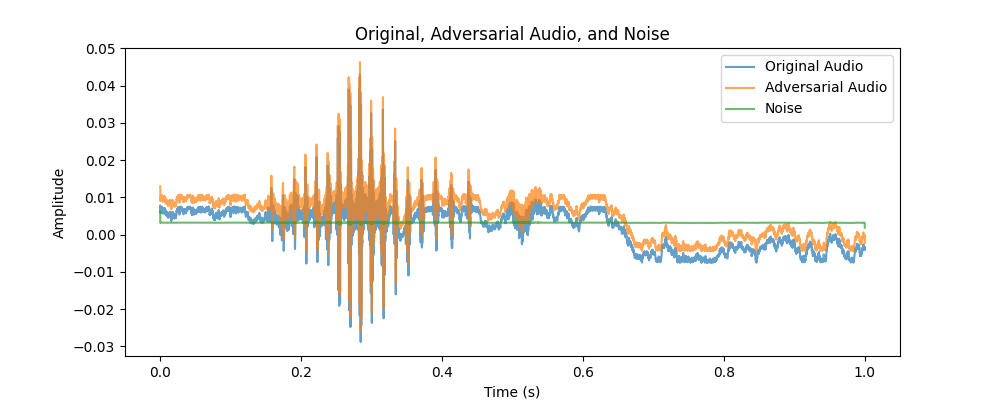 Original, Adversarial Audio, and Noise
Original Audio
Adversarial Audio
Noise
Amplitude
0.05
0.04
0.03
0.02
0.01
0.00
−0.01
−0.02
−0.03
0.0 0.2 0.4 0.6 0.8 1.0
Time (s)